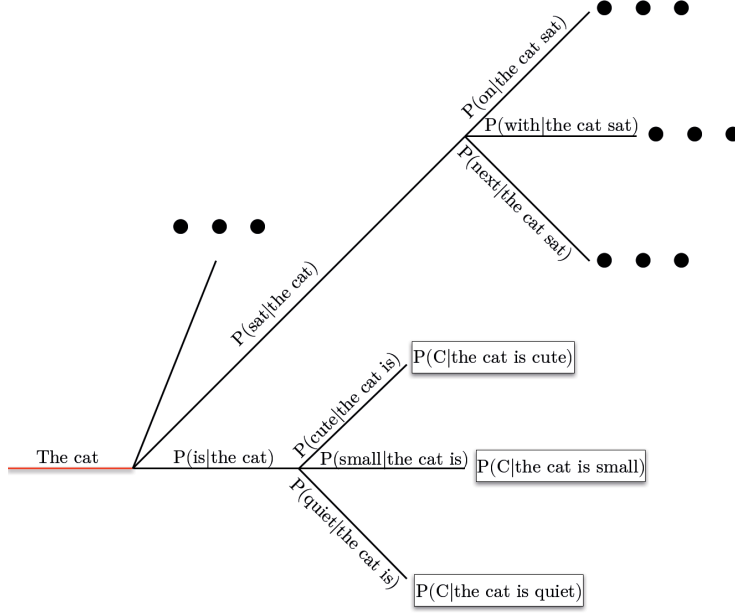 P(on|the cat sat)
P(with|the cat sat)
P(next|the cat sat)
P(sat|the cat)
P(cute|the cat is)
P(C|the cat is cute)
The cat
P(is|the cat)
P(small|the cat is)
P(C|the cat is small)
P(quiet|the cat is)
P(C|the cat is quiet)